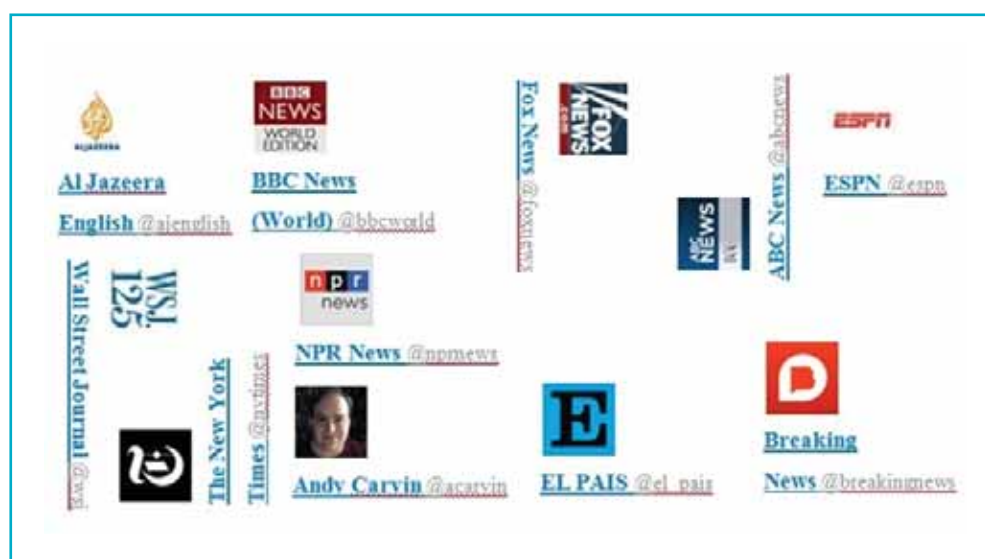 ALJAZEERA
Al Jazeera
English @ajenglish
BBC
NEWS
WORLD
EDITION
BBC News
(World) @bbcworld
FOX
NEWS
.com
Fox News @foxnews
ABC
NEWS
ABC News @abcnews
ESPN
ESPN @espn
WSJ.
125
Wall Street Journal @wsj
The New York
Times @nytimes
npr
news
NPR News @nprnews
Andy Carvin @acarvin
E
EL PAIS @el_pais
Breaking
News @breakingnews